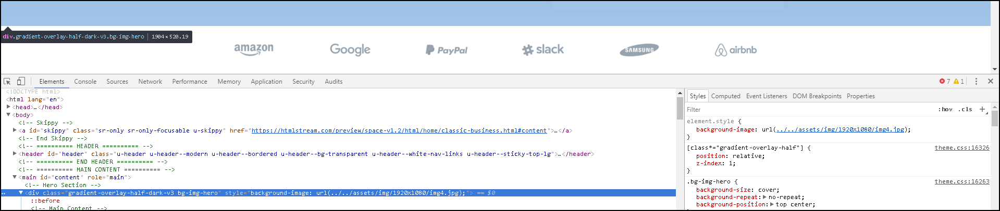 div.gradient-overlay-half-dark-v3.bg-img-hero | 1904×520.19
amazon Google PayPal slack SAMSUNG airbnb
Elements Console Sources Network Performance Memory Application Security Audits 7 1
<!DOCTYPE html>
<html lang="en">
<head>…</head>
<body>
<!-- Skippy -->
<a id="skippy" class="sr-only sr-only-focusable u-skippy" href="https://htmlstream.com/preview/space-v1.2/html/home/classic-business.html#content">…</a>
<!-- End Skippy -->
<!-- ========== HEADER ========== -->
<header id="header" class="u-header u-header--modern u-header--bordered u-header--bg-transparent u-header--white-nav-links u-header--sticky-top-lg">…</header>
<!-- ========== END HEADER ========== -->
<!-- ========== MAIN CONTENT ========== -->
<main id="content" role="main">
<!-- Hero Section -->
<div class="gradient-overlay-half-dark-v3 bg-img-hero" style="background-image: url(../../assets/img/1920x1080/img4.jpg);"> == $0
::before
<!-- Main Content -->
Styles Computed Event Listeners DOM Breakpoints Properties
Filter :hov .cls +
element.style {
background-image: url(../../assets/img/1920x1080/img4.jpg);
}
[class*="gradient-overlay-half"] { theme.css:16326
position: relative;
z-index: 1;
}
.bg-img-hero { theme.css:16263
background-size: cover;
background-repeat: no-repeat;
background-position: top center;